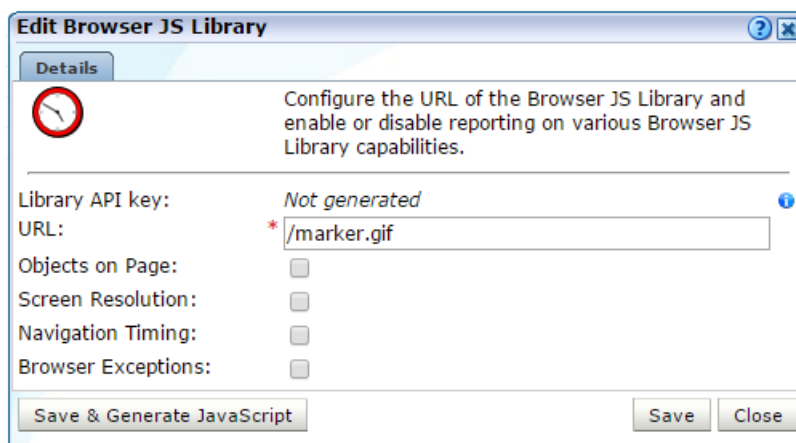 Edit Browser JS Library
Details
Configure the URL of the Browser JS Library and
enable or disable reporting on various Browser JS
Library capabilities.
Library API key: Not generated
URL: * /marker.gif
Objects on Page:
Screen Resolution:
Navigation Timing:
Browser Exceptions:
Save & Generate JavaScript Save Close